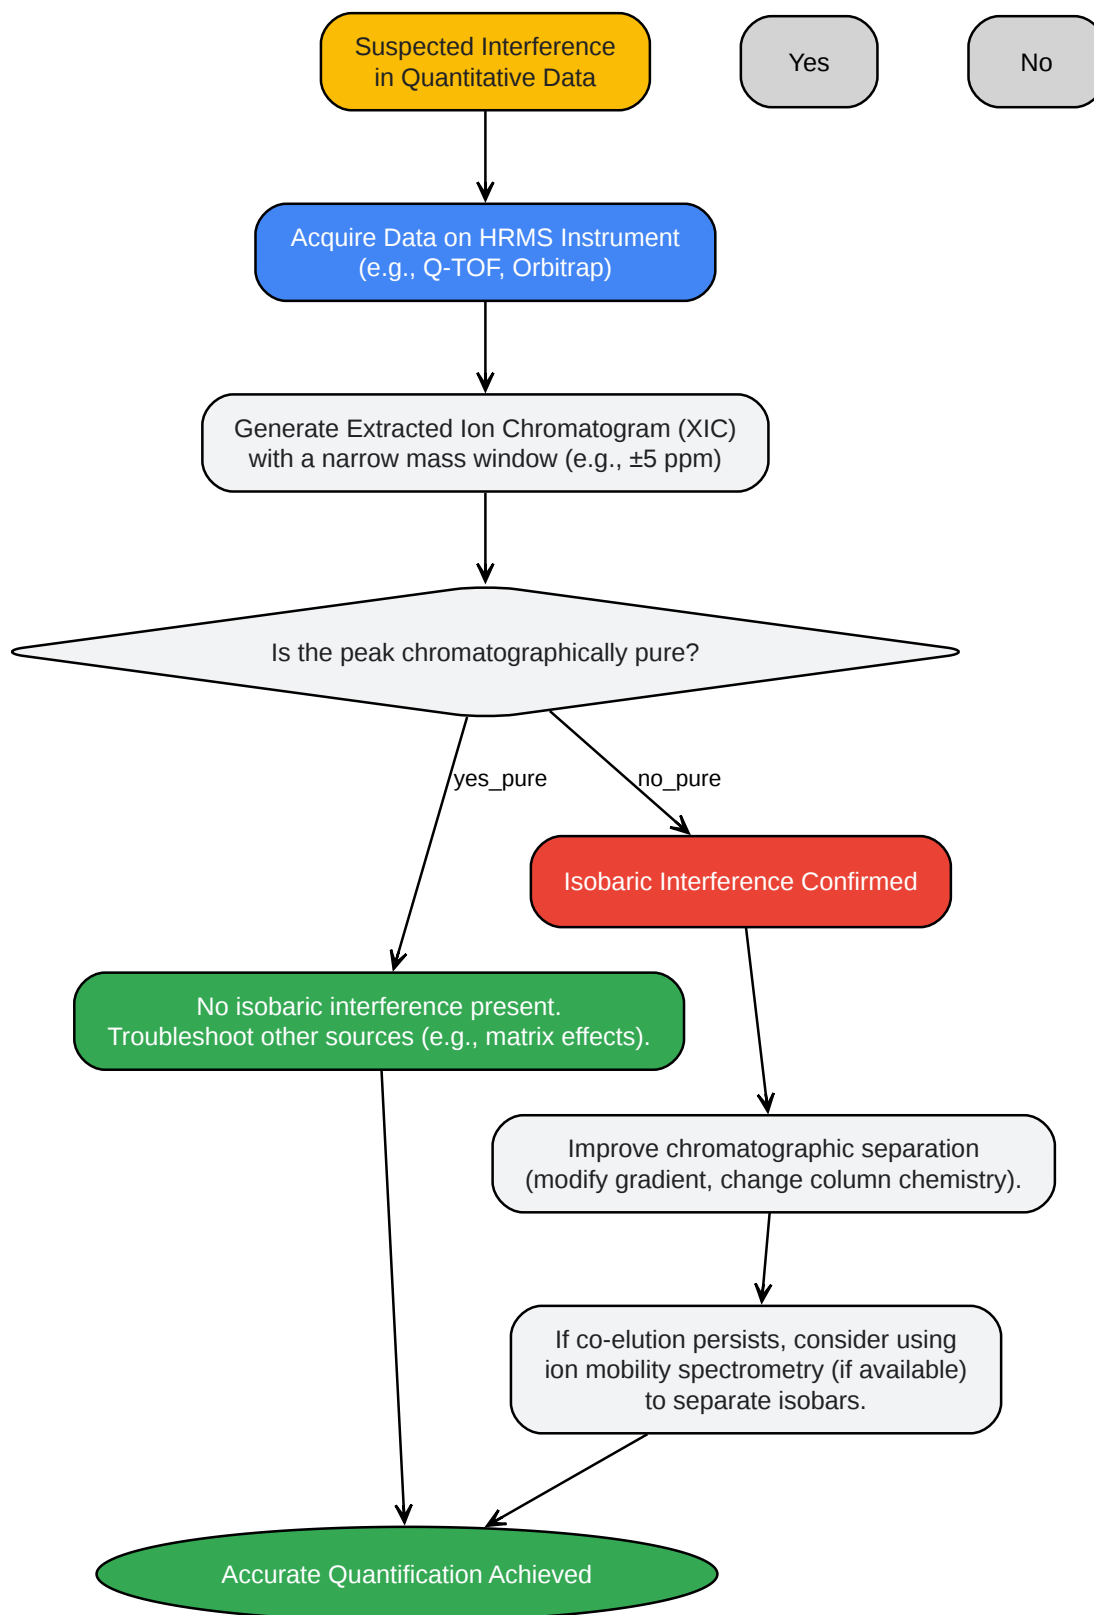 Suspected Interference
in Quantitative Data
Yes
No
Acquire Data on HRMS Instrument
(e.g., Q-TOF, Orbitrap)
Generate Extracted Ion Chromatogram (XIC)
with a narrow mass window (e.g., ±5 ppm)
Is the peak chromatographically pure?
yes_pure
no_pure
Isobaric Interference Confirmed
No isobaric interference present.
Troubleshoot other sources (e.g., matrix effects).
Improve chromatographic separation
(modify gradient, change column chemistry).
If co-elution persists, consider using
ion mobility spectrometry (if available)
to separate isobars.
Accurate Quantification Achieved